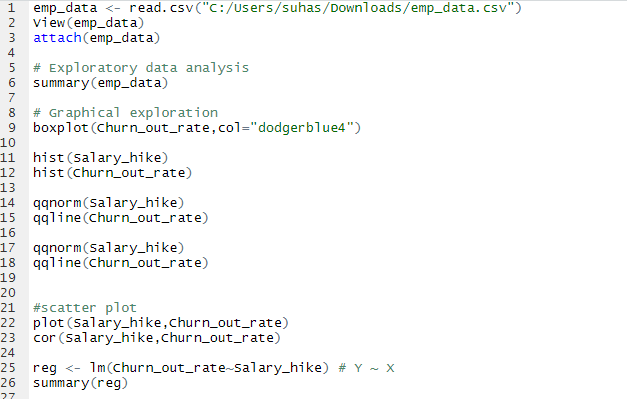 1 emp_data <- read.csv("C:/Users/suhas/Downloads/emp_data.csv")
2 View(emp_data)
3 attach(emp_data)
4
5 # Exploratory data analysis
6 summary(emp_data)
7
8 # Graphical exploration
9 boxplot(Churn_out_rate,col="dodgerblue4")
10
11 hist(Salary_hike)
12 hist(Churn_out_rate)
13
14 qqnorm(Salary_hike)
15 qqline(Churn_out_rate)
16
17 qqnorm(Salary_hike)
18 qqline(Churn_out_rate)
19
20
21 #scatter plot
22 plot(Salary_hike,Churn_out_rate)
23 cor(Salary_hike,Churn_out_rate)
24
25 reg <- lm(Churn_out_rate~Salary_hike) # Y ~ X
26 summary(reg)
27